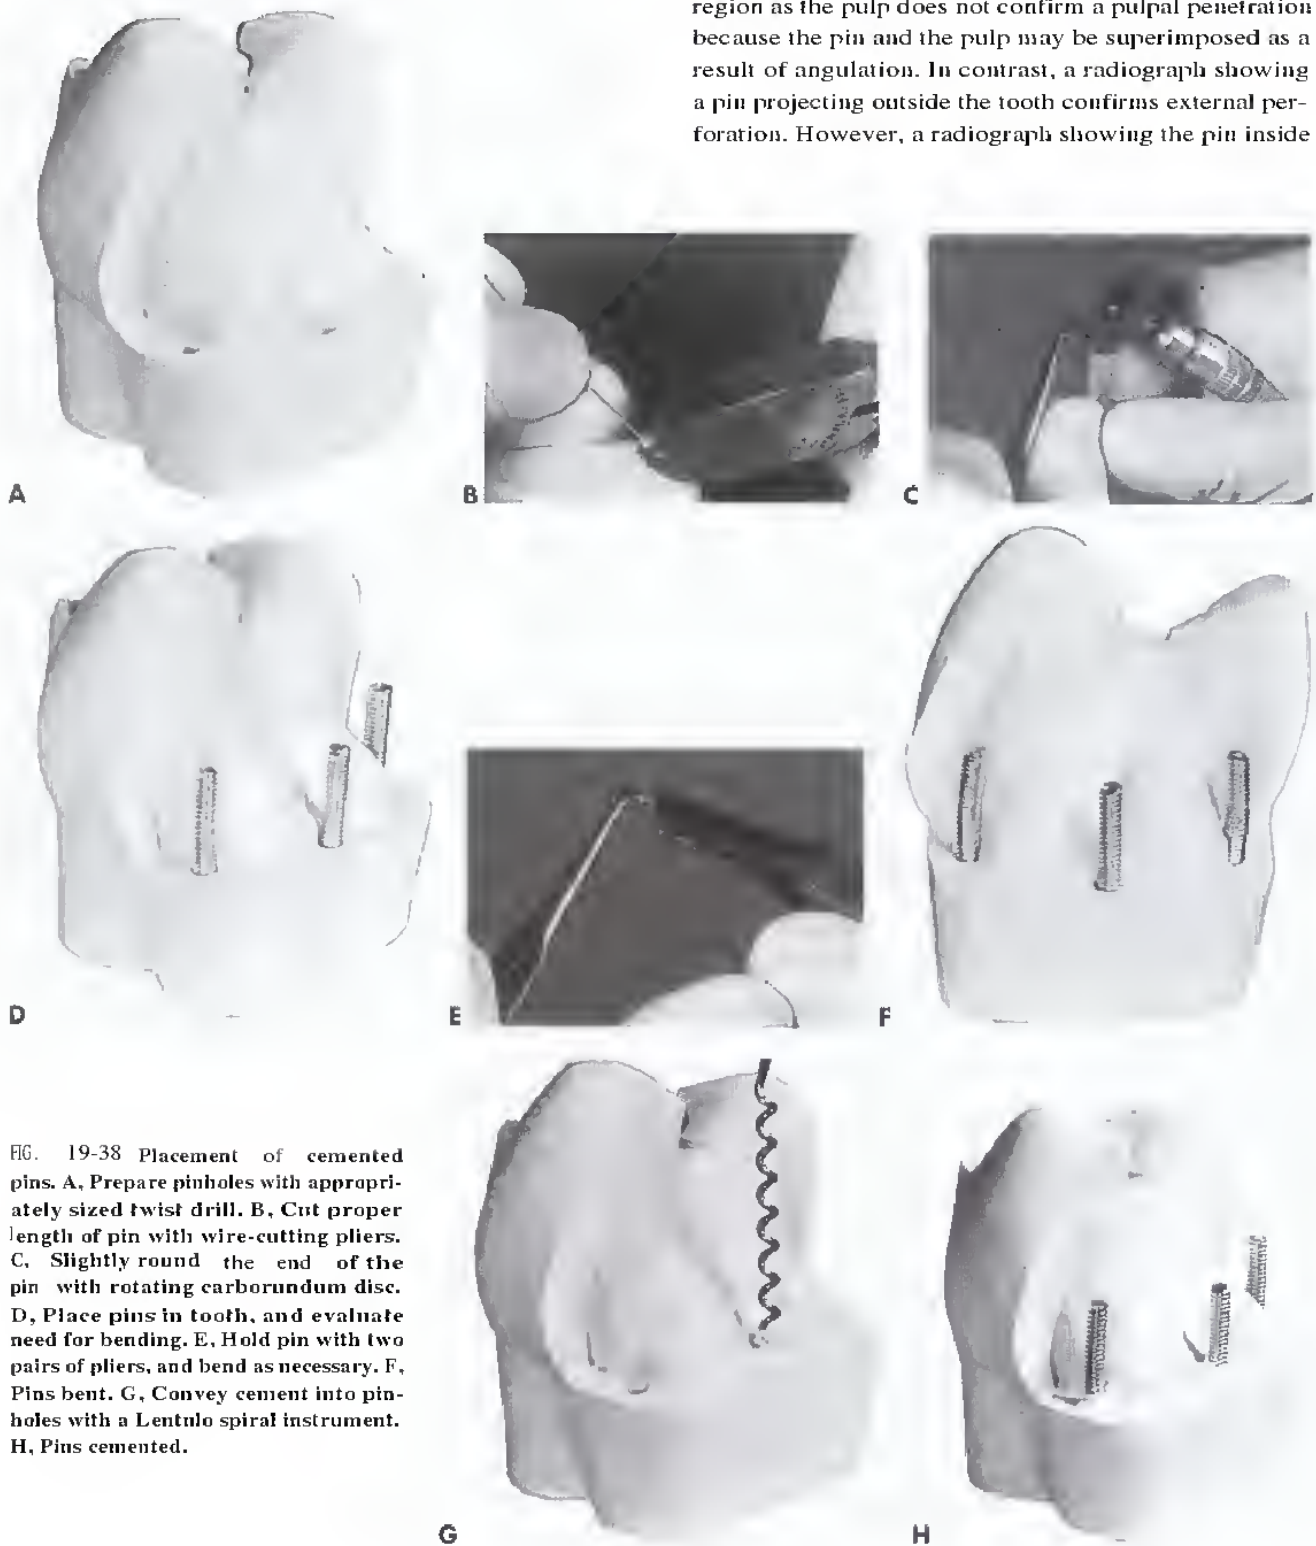 region as the pulp does not confirm a pulpal penetration
because the pin and the pulp may be superimposed as a
result of angulation. In contrast, a radiograph showing
a pin projecting outside the tooth confirms external per-
foration. However, a radiograph showing the pin inside
A
B
C
D
E
F
FIG. 19-38 Placement of cemented
pins. A, Prepare pinholes with appropri-
ately sized twist drill. B, Cut proper
length of pin with wire-cutting pliers.
C, Slightly round the end of the
pin with rotating carborundum disc.
D, Place pins in tooth, and evaluate
need for bending. E, Hold pin with two
pairs of pliers, and bend as necessary. F,
Pins bent. G, Convey cement into pin-
holes with a Lentulo spiral instrument.
H, Pins cemented.
G
H